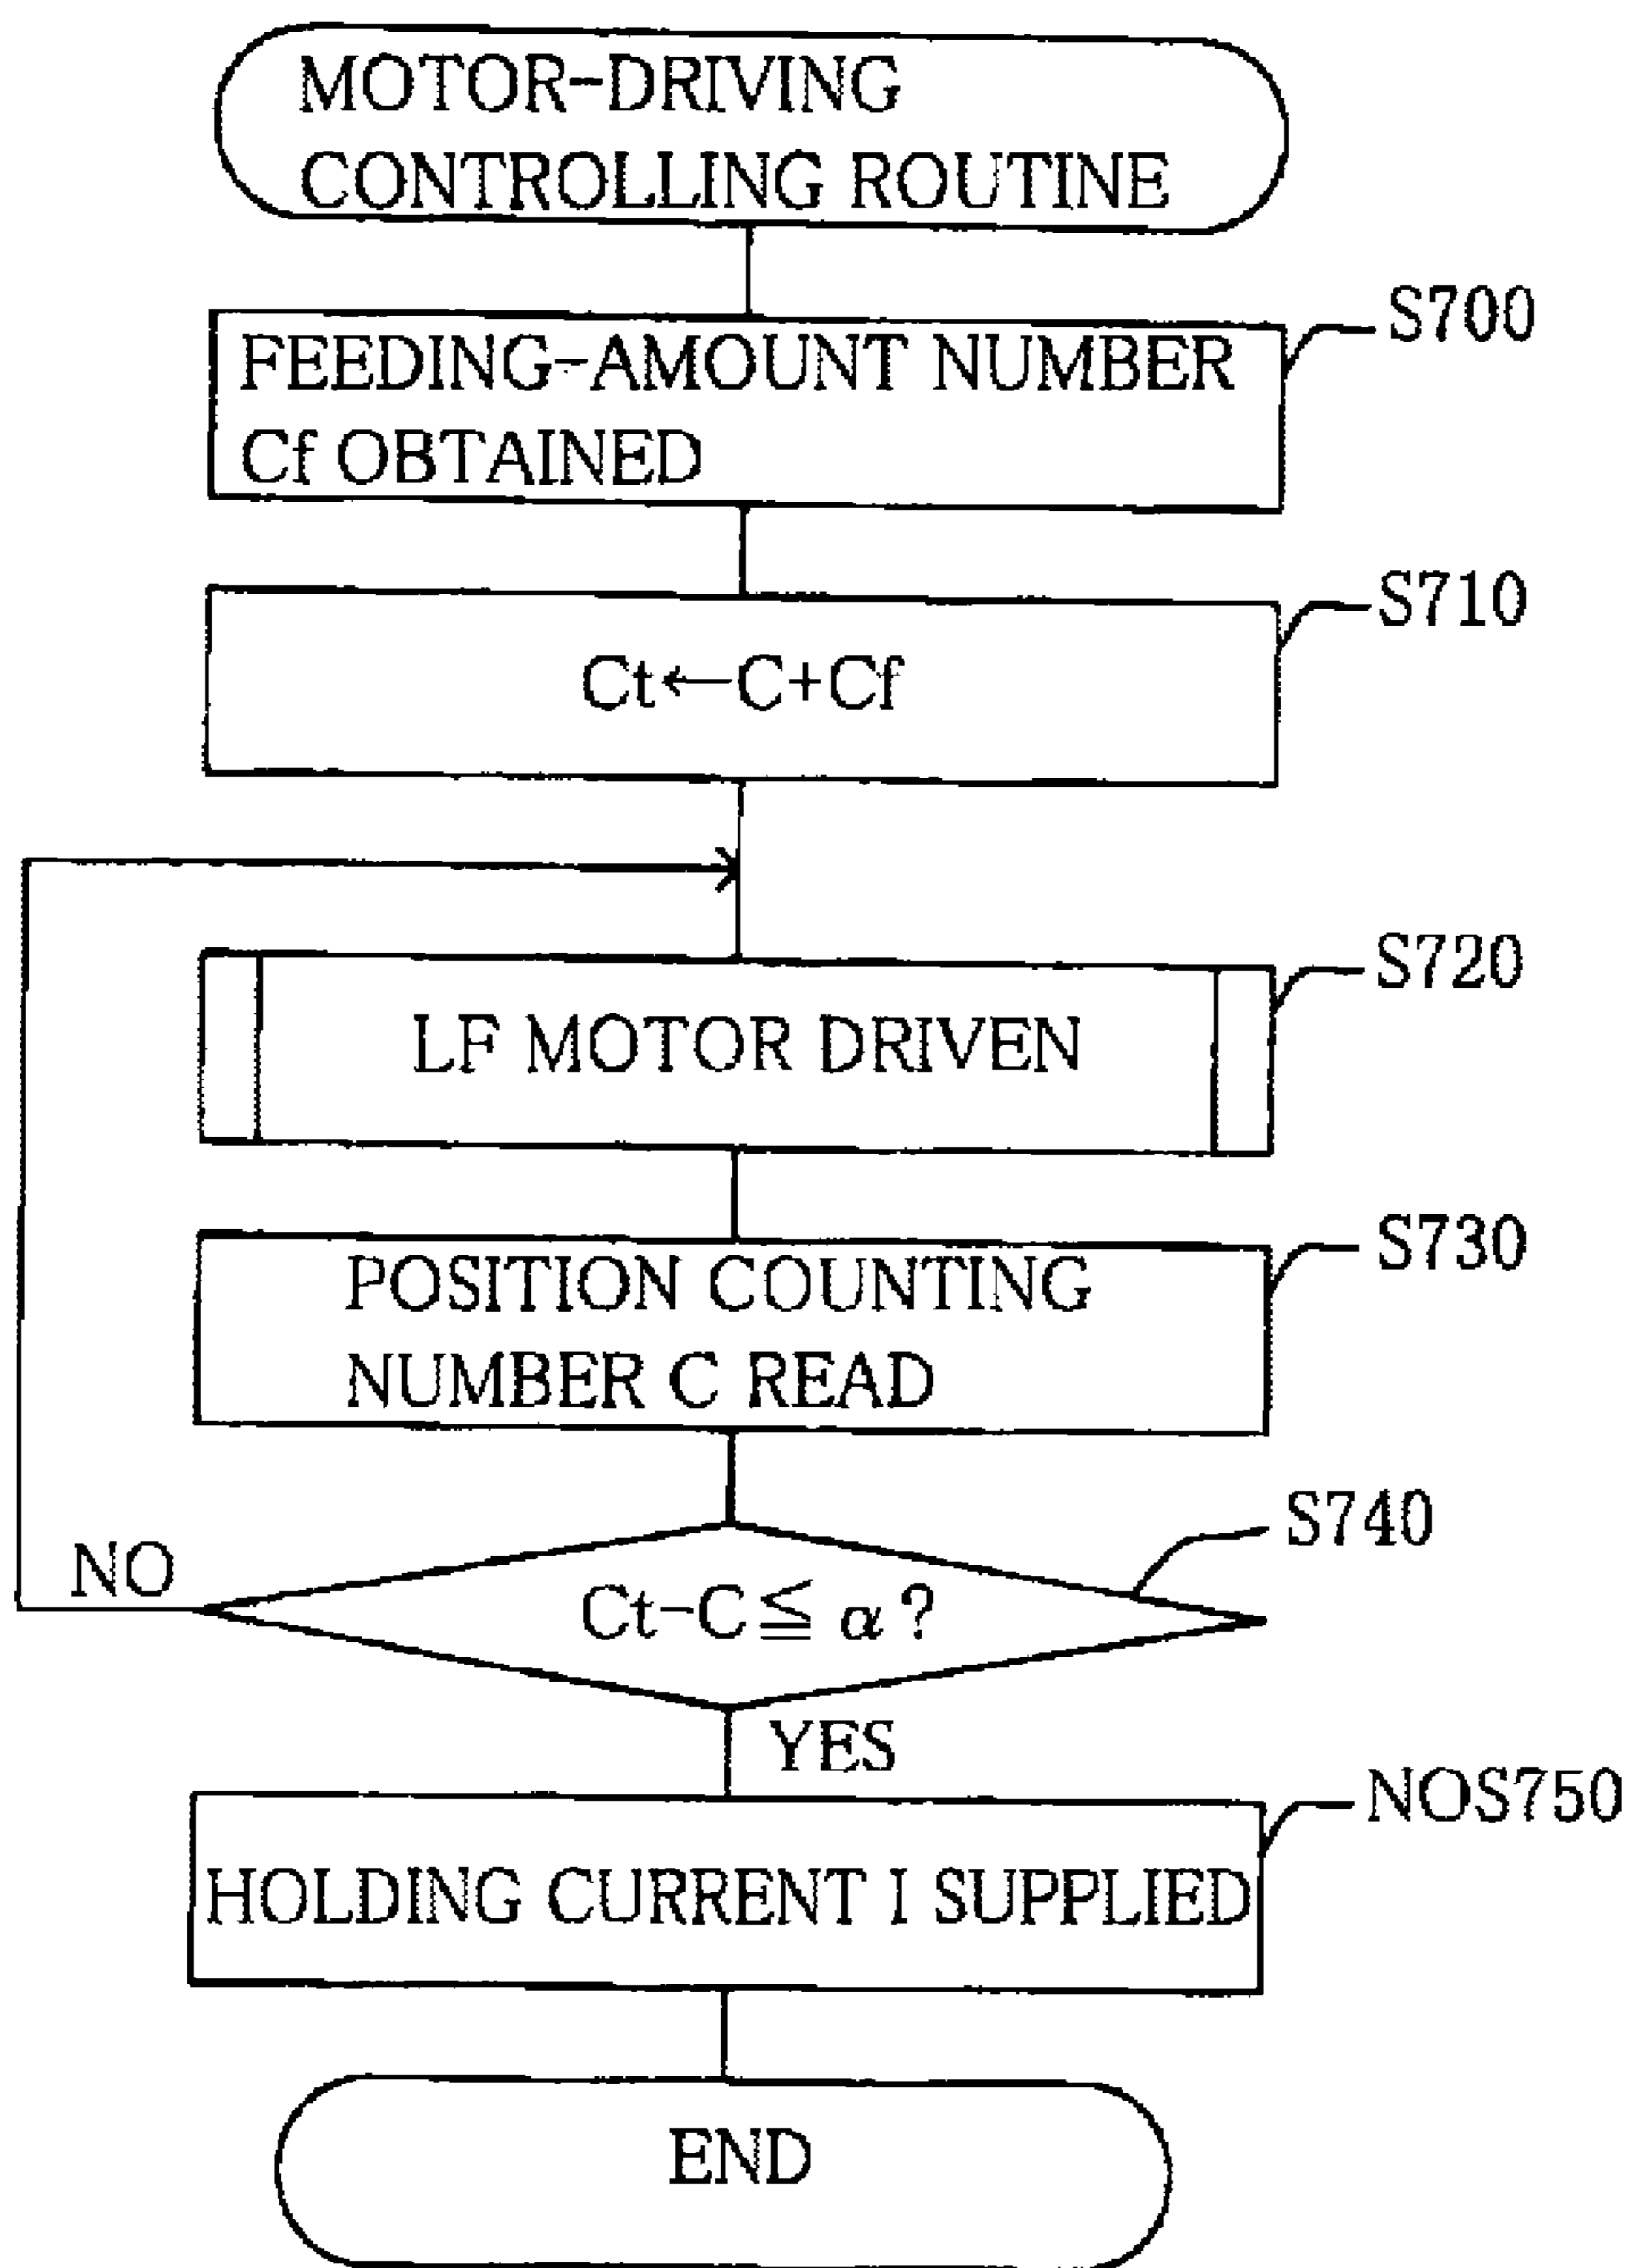 MOTOR-DRIVING
CONTROLLING ROUTINE
S700
FEEDING-AMOUNT NUMBER
Cf OBTAINED
S710
Ct←C+Cf
S720
LF MOTOR DRIVEN
S730
POSITION COUNTING
NUMBER C READ
S740
NO
Ct-C≦α?
YES
NOS750
HOLDING CURRENT I SUPPLIED
END